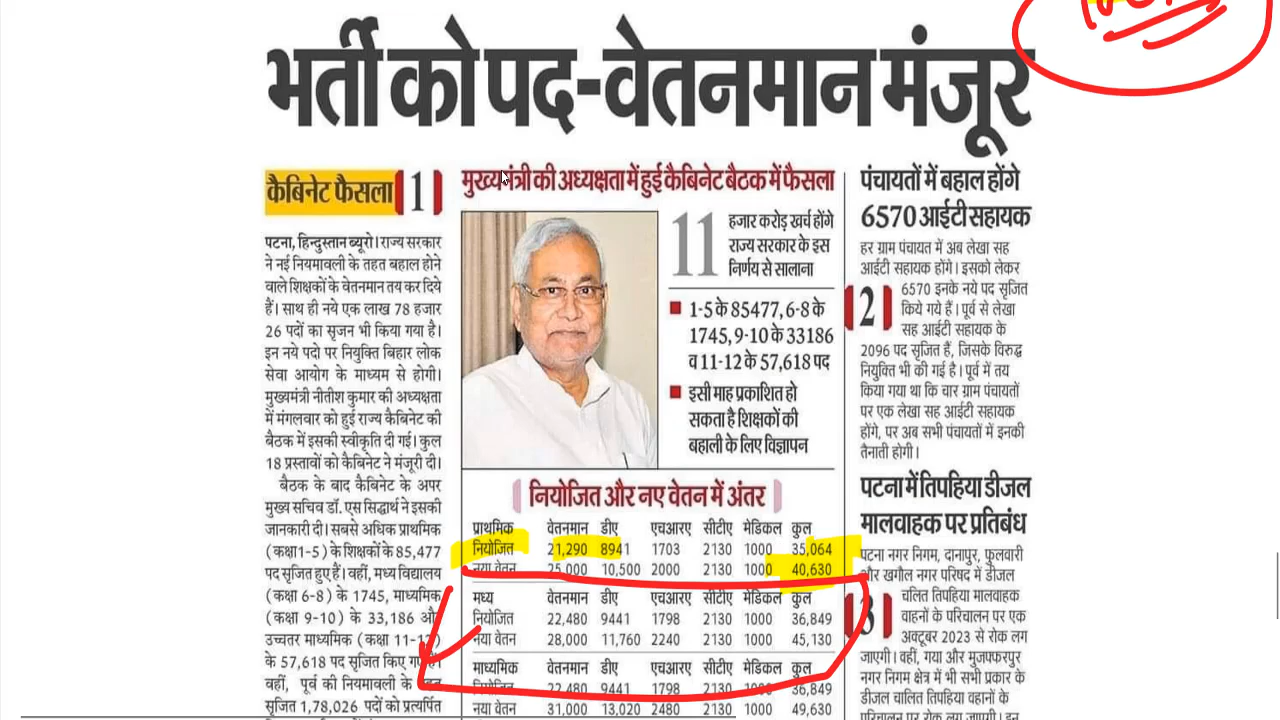 भर्ती को पद-वेतनमान मंजूर
कैबिनेट फैसला 1
पटना, हिन्दुस्तान ब्यूरो। राज्य सरकार
ने नई नियमावली के तहत बहाल होने
वाले शिक्षकों के वेतनमान तय कर दिये
हैं। साथ ही नये एक लाख 78 हजार
26 पदों का सृजन भी किया गया है।
इन नये पदो पर नियुक्ति बिहार लोक
सेवा आयोग के माध्यम से होगी।
मुख्यमंत्री नीतीश कुमार की अध्यक्षता
में मंगलवार को हुई राज्य कैबिनेट की
बैठक में इसकी स्वीकृति दी गई। कुल
18 प्रस्तावों को कैबिनेट ने मंजूरी दी।
बैठक के बाद कैबिनेट के अपर
मुख्य सचिव डॉ. एस सिद्धार्थ ने इसकी
जानकारी दी। सबसे अधिक प्राथमिक
(कक्षा1-5) के शिक्षकों के 85,477
पद सृजित हुए हैं। वहीं, मध्य विद्यालय
(कक्षा 6-8) के 1745, माध्यमिक
(कक्षा 9-10) के 33,186 और
उच्चतर माध्यमिक (कक्षा 11-12)
के 57,618 पद सृजित किए गए हैं।
वहीं, पूर्व की नियमावली के
सृजित 1,78,026 पदों को प्रत्यर्पित
मुख्यमंत्री की अध्यक्षता में हुई कैबिनेट बैठक में फैसला
11 हजार करोड़ खर्च होंगे
राज्य सरकार के इस
निर्णय से सालाना
1-5 के 85477, 6-8 के
1745, 9-10 के 33186
व 11-12 के 57,618 पद
इसी माह प्रकाशित हो
सकता है शिक्षकों की
बहाली के लिए विज्ञापन
नियोजित और नए वेतन में अंतर
प्राथमिक वेतनमान डीए एचआरए सीटीए मेडिकल कुल
नियोजित 21,290 8941 1703 2130 1000 35,064
नया वेतन 25,000 10,500 2000 2130 1000 40,630
मध्य वेतनमान डीए एचआरए सीटीए मेडिकल कुल
नियोजित 22,480 9441 1798 2130 1000 36,849
नया वेतन 28,000 11,760 2240 2130 1000 45,130
माध्यमिक वेतनमान डीए एचआरए सीटीए मेडिकल कुल
नियोजित 22,480 9441 1798 2130 1000 36,849
नया वेतन 31,000 13,020 2480 2130 1000 49,630
पंचायतों में बहाल होंगे
6570 आईटी सहायक
हर ग्राम पंचायत में अब लेखा सह
आईटी सहायक होंगे। इसको लेकर
2 6570 इनके नये पद सृजित
किये गये हैं। पूर्व से लेखा
सह आईटी सहायक के
2096 पद सृजित हैं, जिसके विरुद्ध
नियुक्ति भी की गई है। पूर्व में तय
किया गया था कि चार ग्राम पंचायतों
पर एक लेखा सह आईटी सहायक
होंगे, पर अब सभी पंचायतों में इनकी
तैनाती होगी।
पटना में तिपहिया डीजल
मालवाहक पर प्रतिबंध
पटना नगर निगम, दानापुर, फुलवारी
और खगौल नगर परिषद में डीजल
3 चलित तिपहिया मालवाहक
वाहनों के परिचालन पर एक
अक्टूबर 2023 से रोक लग
जाएगी। वहीं, गया और मुजफ्फरपुर
नगर निगम क्षेत्र में भी सभी प्रकार के
डीजल चालित तिपहिया वाहनों के
परिचालन पर रोक लग जाएगी। इन